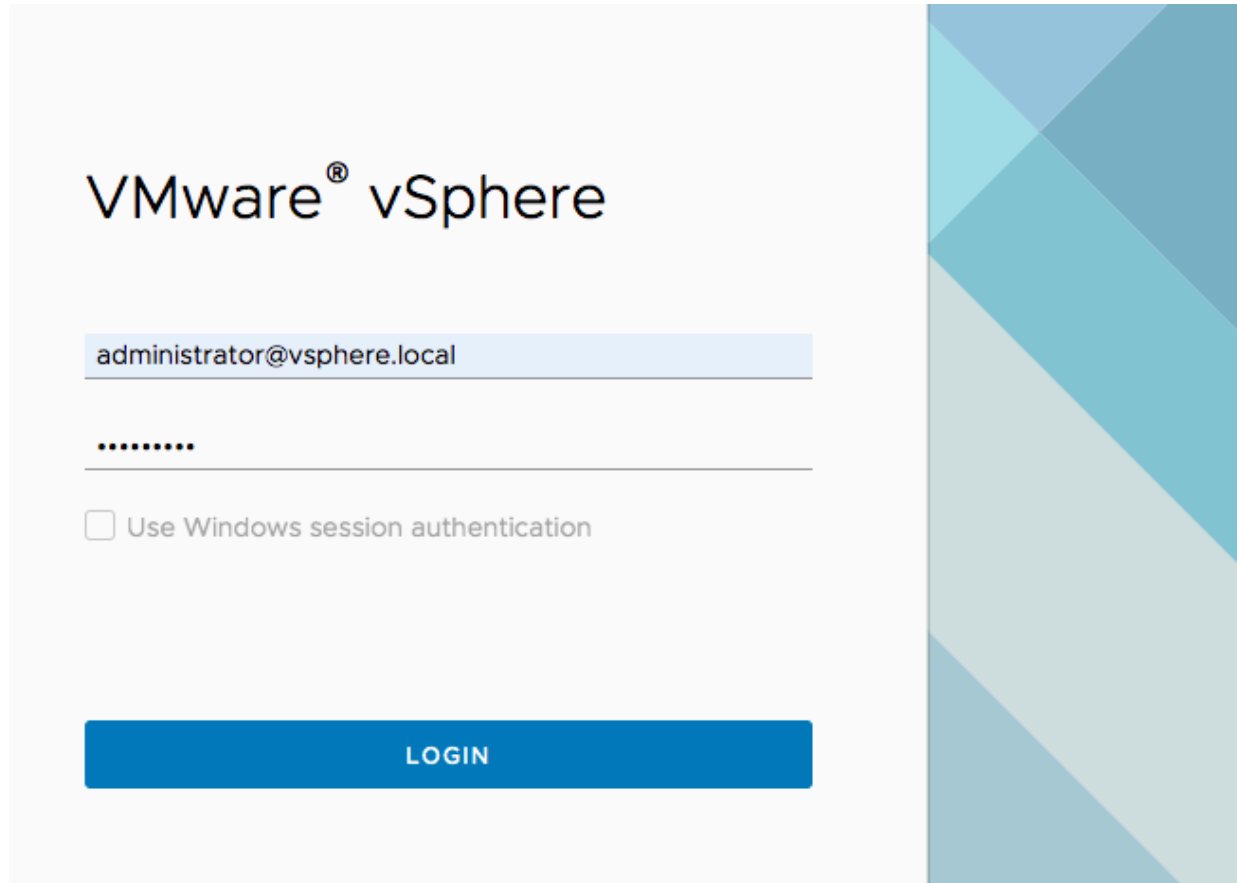 VMware® vSphere
administrator@vsphere.local
•••••••••
Use Windows session authentication
LOGIN